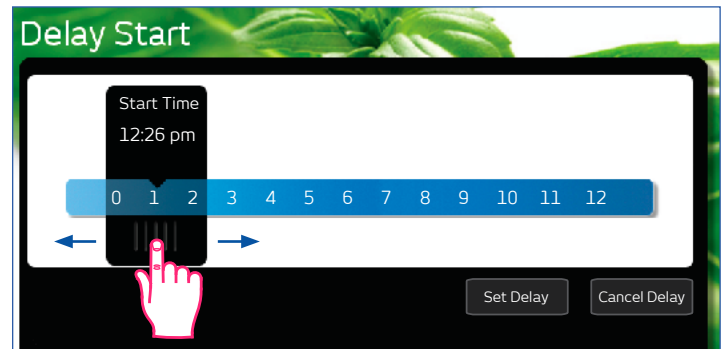 Delay Start
Start Time
12:26 pm
0 1 2 3 4 5 6 7 8 9 10 11 12
Set Delay Cancel Delay